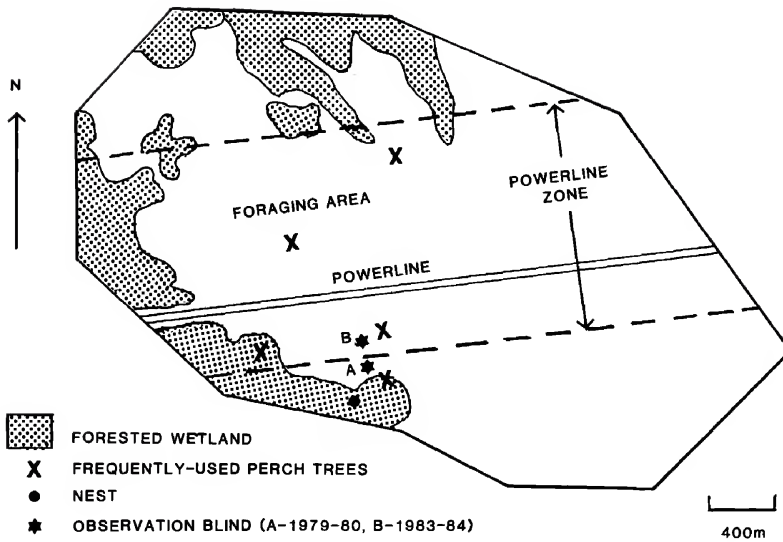 N
FORAGING AREA
POWERLINE
ZONE
POWERLINE
B
A
FORESTED WETLAND
X FREQUENTLY-USED PERCH TREES
NEST
OBSERVATION BLIND (A-1979-80, B-1983-84)
400m